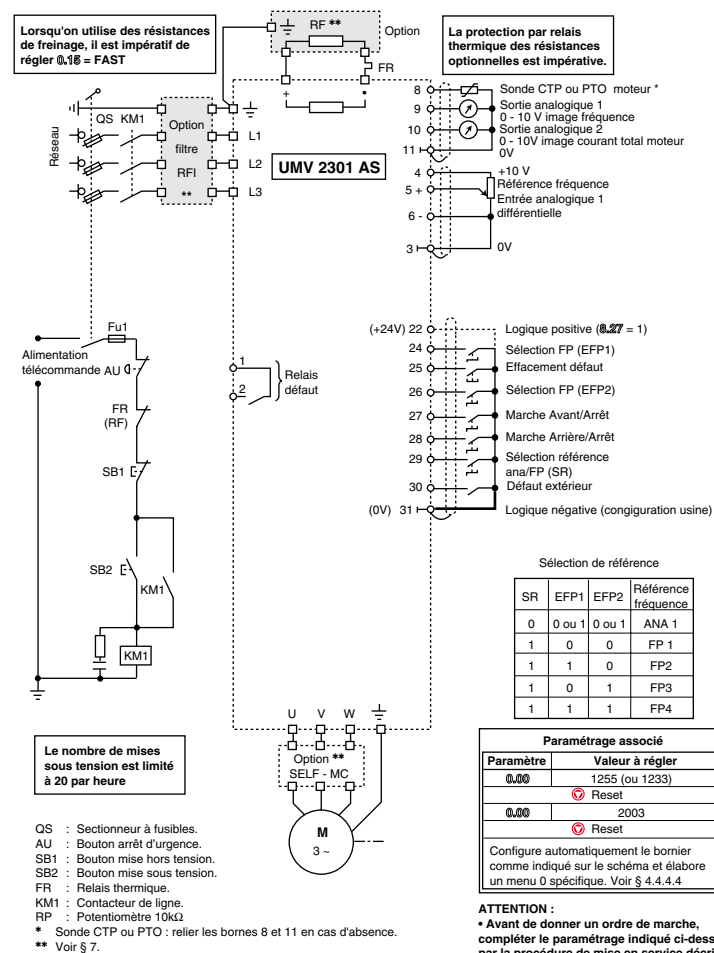 Lorsqu'on utilise des résistances
de freinage, il est impératif de
régler 0.15 = FAST
RF **
Option
FR
La protection par relais
thermique des résistances
optionnelles est impérative.
+
•
Réseau
QS
KM1
Option
filtre
RFI
**
L1
L2
L3
UMV 2301 AS
8
Sonde CTP ou PTO moteur *
9
Sortie analogique 1
0 - 10 V image fréquence
10
Sortie analogique 2
0 - 10V image courant total moteur
11
0V
4
+10 V
5 +
Référence fréquence
Entrée analogique 1
6 -
différentielle
3
0V
(+24V) 22
Logique positive (8.27 = 1)
24
Sélection FP (EFP1)
25
Effacement défaut
26
Sélection FP (EFP2)
27
Marche Avant/Arrêt
28
Marche Arrière/Arrêt
29
Sélection référence
ana/FP (SR)
30
Défaut extérieur
(0V) 31
Logique négative (congiguration usine)
Fu1
Alimentation
télécommande
AU
FR
(RF)
SB1
SB2
KM1
KM1
1
2
Relais
défaut
U V W
Option **
SELF - MC
M
3 ~
Le nombre de mises
sous tension est limité
à 20 par heure
Sélection de référence
SR EFP1 EFP2 Référence fréquence
0 0 ou 1 0 ou 1 ANA 1
1 0 0 FP 1
1 1 0 FP2
1 0 1 FP3
1 1 1 FP4
Paramétrage associé
Paramètre Valeur à régler
0.00 1255 (ou 1233)
Reset
0.00 2003
Reset
Configure automatiquement le bornier
comme indiqué sur le schéma et élabore
un menu 0 spécifique. Voir § 4.4.4.4
QS : Sectionneur à fusibles.
AU : Bouton arrêt d'urgence.
SB1 : Bouton mise hors tension.
SB2 : Bouton mise sous tension.
FR : Relais thermique.
KM1 : Contacteur de ligne.
RP : Potentiomètre 10kΩ
* Sonde CTP ou PTO : relier les bornes 8 et 11 en cas d'absence.
** Voir § 7.
ATTENTION :
• Avant de donner un ordre de marche,
compléter le paramétrage indiqué ci-dess